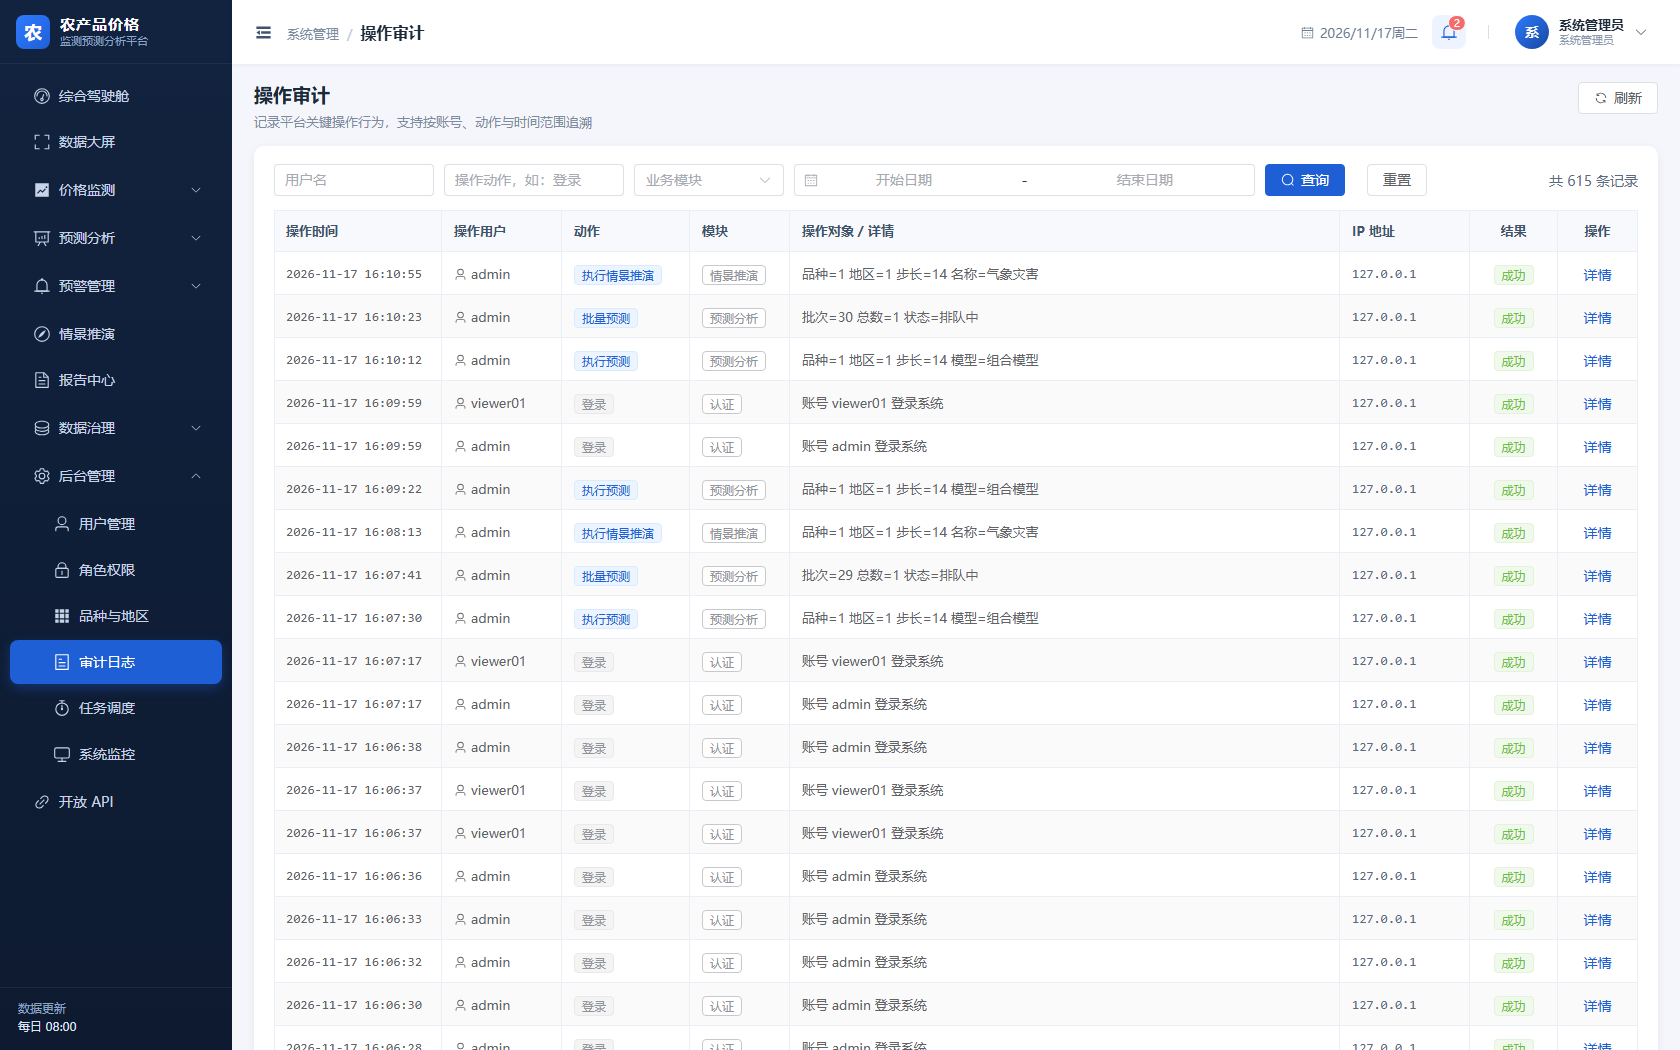 农
农产品价格
监测预测分析平台
综合驾驶舱
数据大屏
价格监测
预测分析
预警管理
情景推演
报告中心
数据治理
后台管理
用户管理
角色权限
品种与地区
审计日志
任务调度
系统监控
开放 API
数据更新
每日 08:00
系统管理 / 操作审计
2026/11/17周二
2
系
系统管理员
系统管理员
操作审计
记录平台关键操作行为，支持按账号、动作与时间范围追溯
刷新
用户名 操作动作，如：登录 业务模块 开始日期 - 结束日期 查询 重置 共 615 条记录
操作时间 操作用户 动作 模块 操作对象 / 详情 IP 地址 结果 操作
2026-11-17 16:10:55 admin 执行情景推演 情景推演 品种=1 地区=1 步长=14 名称=气象灾害 127.0.0.1 成功 详情
2026-11-17 16:10:23 admin 批量预测 预测分析 批次=30 总数=1 状态=排队中 127.0.0.1 成功 详情
2026-11-17 16:10:12 admin 执行预测 预测分析 品种=1 地区=1 步长=14 模型=组合模型 127.0.0.1 成功 详情
2026-11-17 16:09:59 viewer01 登录 认证 账号 viewer01 登录系统 127.0.0.1 成功 详情
2026-11-17 16:09:59 admin 登录 认证 账号 admin 登录系统 127.0.0.1 成功 详情
2026-11-17 16:09:22 admin 执行预测 预测分析 品种=1 地区=1 步长=14 模型=组合模型 127.0.0.1 成功 详情
2026-11-17 16:08:13 admin 执行情景推演 情景推演 品种=1 地区=1 步长=14 名称=气象灾害 127.0.0.1 成功 详情
2026-11-17 16:07:41 admin 批量预测 预测分析 批次=29 总数=1 状态=排队中 127.0.0.1 成功 详情
2026-11-17 16:07:30 admin 执行预测 预测分析 品种=1 地区=1 步长=14 模型=组合模型 127.0.0.1 成功 详情
2026-11-17 16:07:17 viewer01 登录 认证 账号 viewer01 登录系统 127.0.0.1 成功 详情
2026-11-17 16:07:17 admin 登录 认证 账号 admin 登录系统 127.0.0.1 成功 详情
2026-11-17 16:06:38 admin 登录 认证 账号 admin 登录系统 127.0.0.1 成功 详情
2026-11-17 16:06:37 viewer01 登录 认证 账号 viewer01 登录系统 127.0.0.1 成功 详情
2026-11-17 16:06:37 viewer01 登录 认证 账号 viewer01 登录系统 127.0.0.1 成功 详情
2026-11-17 16:06:36 admin 登录 认证 账号 admin 登录系统 127.0.0.1 成功 详情
2026-11-17 16:06:33 admin 登录 认证 账号 admin 登录系统 127.0.0.1 成功 详情
2026-11-17 16:06:32 admin 登录 认证 账号 admin 登录系统 127.0.0.1 成功 详情
2026-11-17 16:06:30 admin 登录 认证 账号 admin 登录系统 127.0.0.1 成功 详情
2026-11-17 16:06:28 admin 登录 认证 账号 admin 登录系统 127.0.0.1 成功 详情